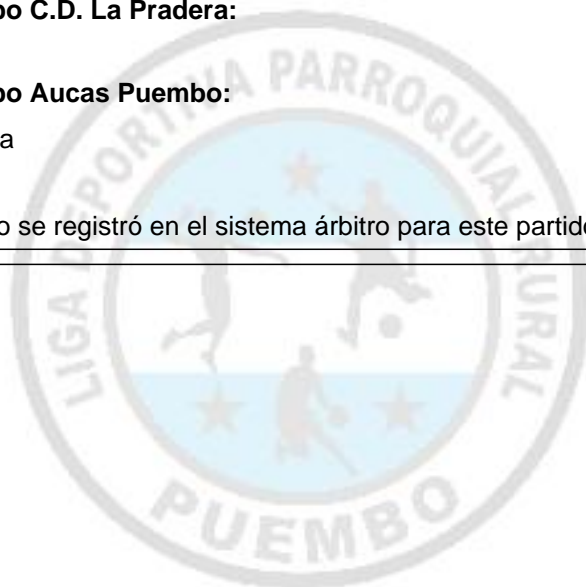 po C.D. La Pradera:
po Aucas Puembo:
a
o se registró en el sistema árbitro para este partido
LIGA DEPORTIVA PARROQUIAL RURAL
PUEMBO